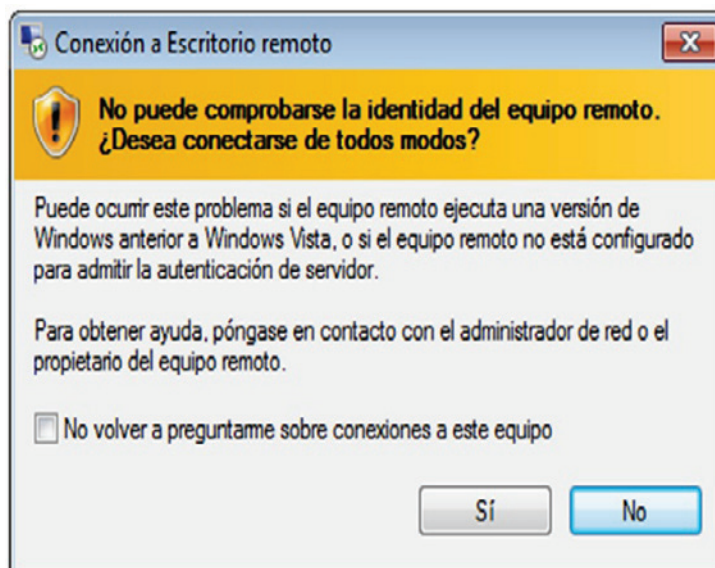 Conexión a Escritorio remoto
No puede comprobarse la identidad del equipo remoto.
¿Desea conectarse de todos modos?
Puede ocurrir este problema si el equipo remoto ejecuta una versión de
Windows anterior a Windows Vista, o si el equipo remoto no está configurado
para admitir la autenticación de servidor.
Para obtener ayuda, póngase en contacto con el administrador de red o el
propietario del equipo remoto.
No volver a preguntarme sobre conexiones a este equipo
Sí
No